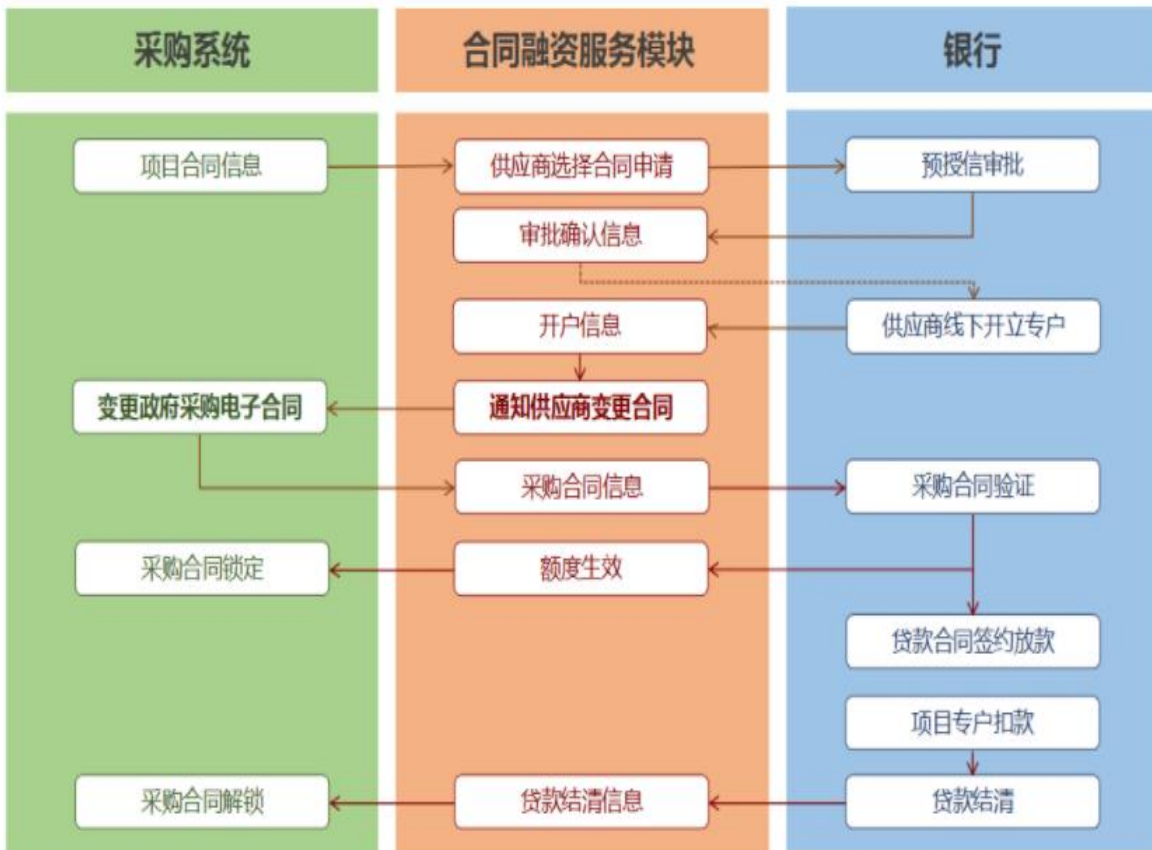 采购系统
合同融资服务模块
银行
项目合同信息
供应商选择合同申请
预授信审批
审批确认信息
开户信息
供应商线下开立专户
变更政府采购电子合同
通知供应商变更合同
采购合同信息
采购合同验证
采购合同锁定
额度生效
贷款合同签约放款
项目专户扣款
采购合同解锁
贷款结清信息
贷款结清